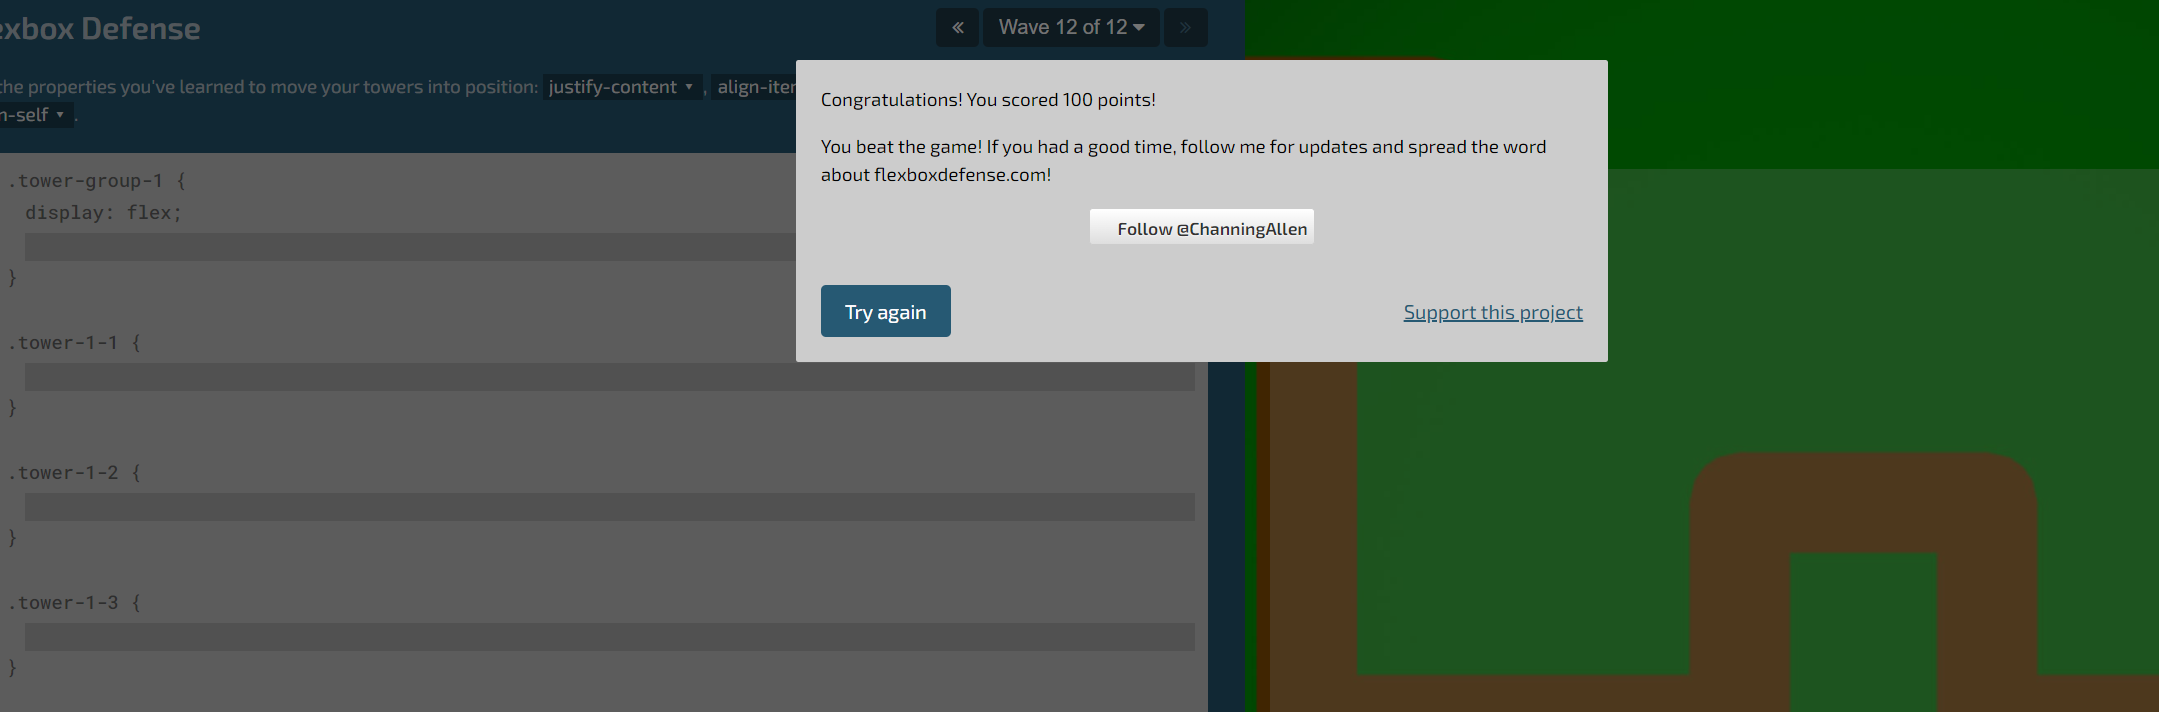 exbox Defense
«
Wave 12 of 12
»
the properties you've learned to move your towers into position: justify-content ▾ , align-iter
n-self ▾ .
.tower-group-1 {
display: flex;
}
.tower-1-1 {
}
.tower-1-2 {
}
.tower-1-3 {
}
Congratulations! You scored 100 points!
You beat the game! If you had a good time, follow me for updates and spread the word
about flexboxdefense.com!
Follow @ChanningAllen
Try again
Support this project